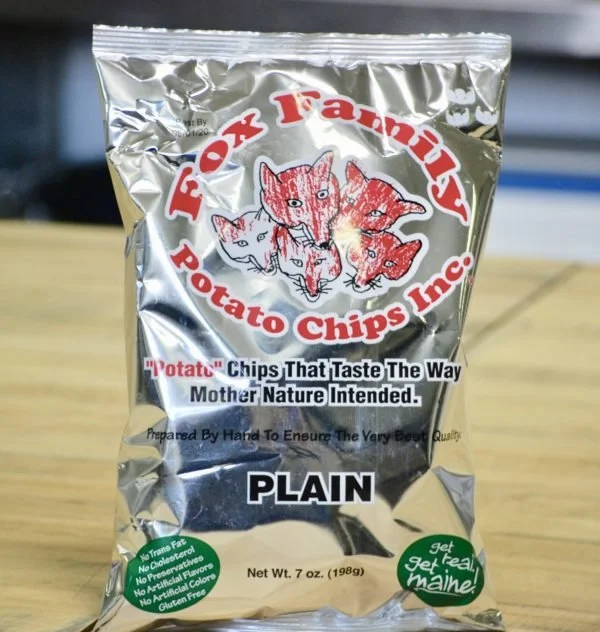 Best By
Fox Family
Potato Chips Inc.
"Potato" Chips That Taste The Way
Mother Nature Intended.
Prepared By Hand To Ensure The Very Best Quality
PLAIN
No Trans Fat
No Cholesterol
No Preservatives
No Artificial Flavors
No Artificial Colors
Gluten Free
Net Wt. 7 oz. (198g)
get
get real.
maine!